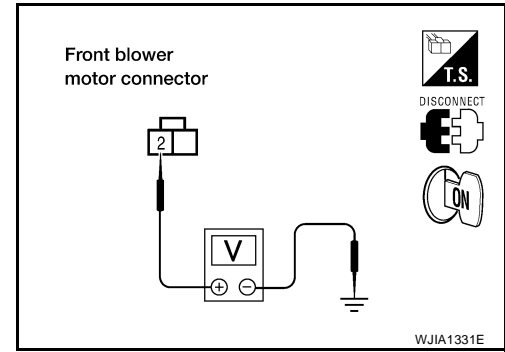 Front blower
motor connector
T.S.
DISCONNECT
2
ON
V
+ −
WJIA1331E